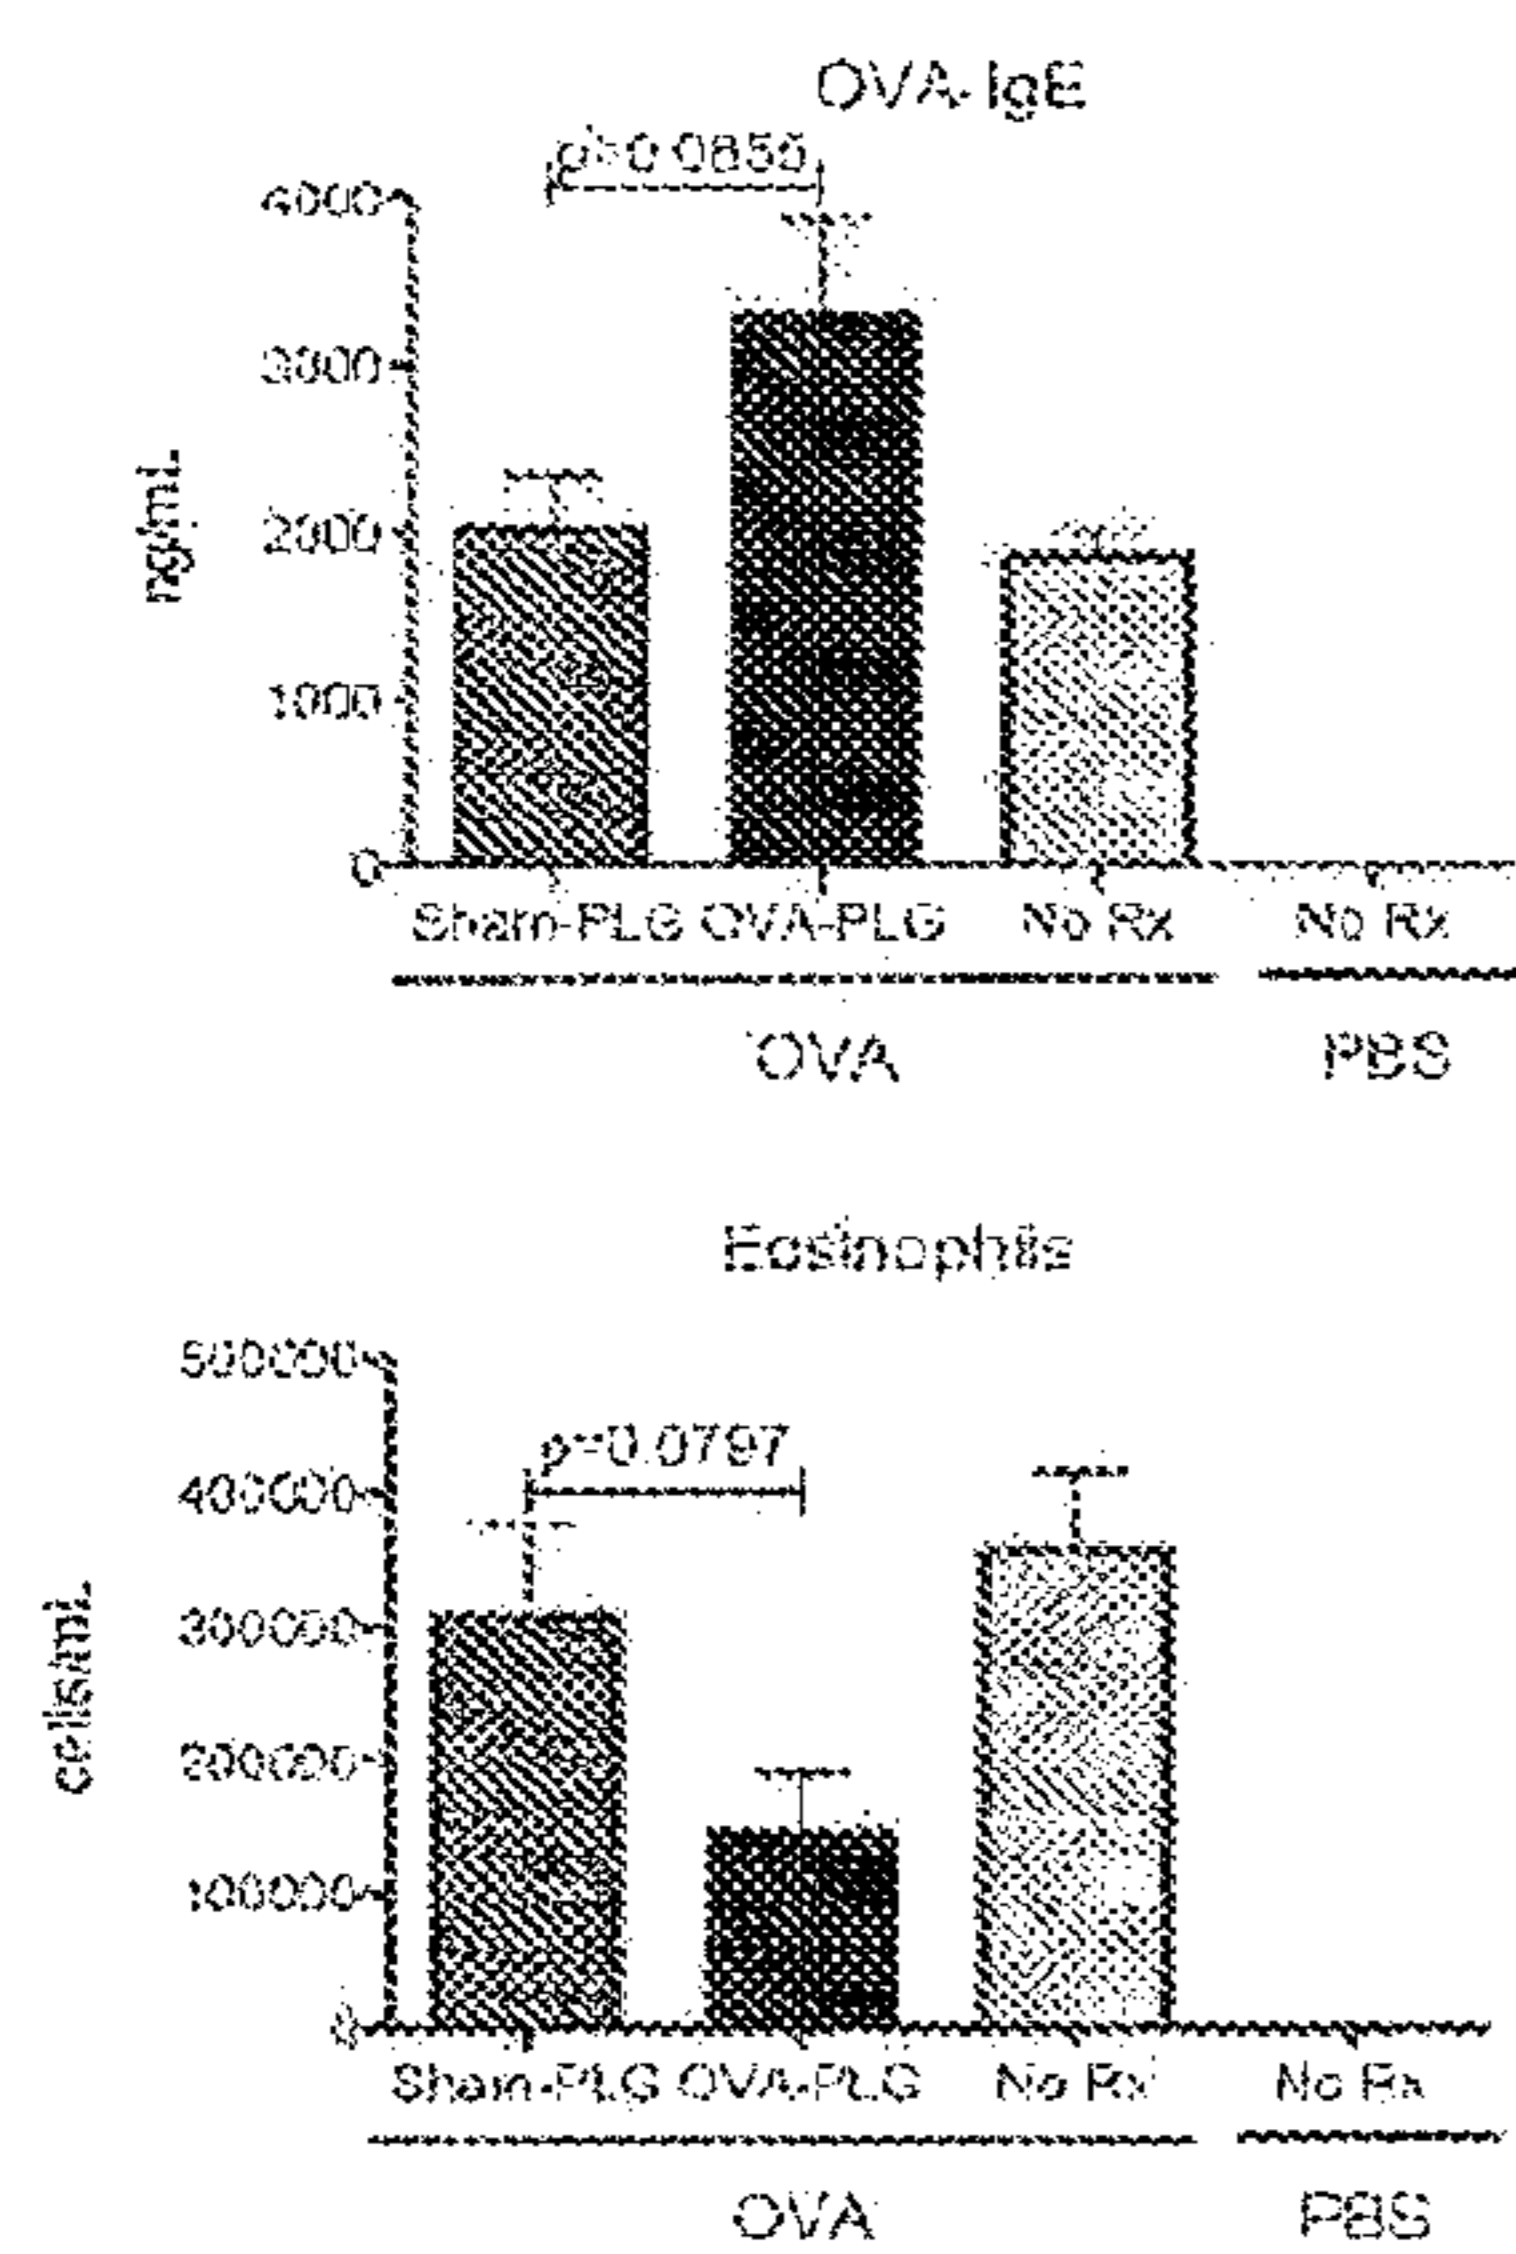 OVA-IgE
p=0.0855
4000
3000
ng/mL
2000
1000
0
Sham-PLG OVA-PLG No Rx No Rx
OVA PBS
Eosinophils
500000
p=0.0797
400000
300000
cells/mL
200000
100000
0
Sham-PLG OVA-PLG No Rx No Rx
OVA PBS